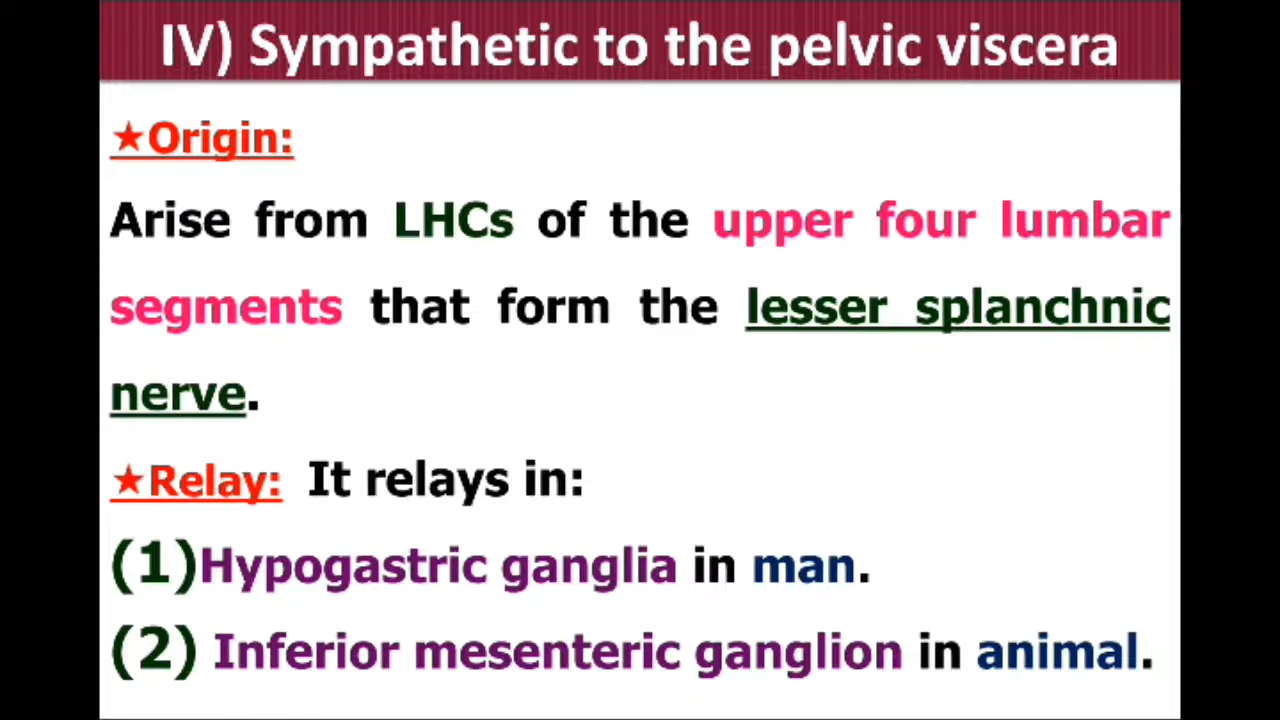 IV) Sympathetic to the pelvic viscera
★Origin:
Arise from LHCs of the upper four lumbar
segments that form the lesser splanchnic
nerve.
★Relay: It relays in:
(1)Hypogastric ganglia in man.
(2) Inferior mesenteric ganglion in animal.